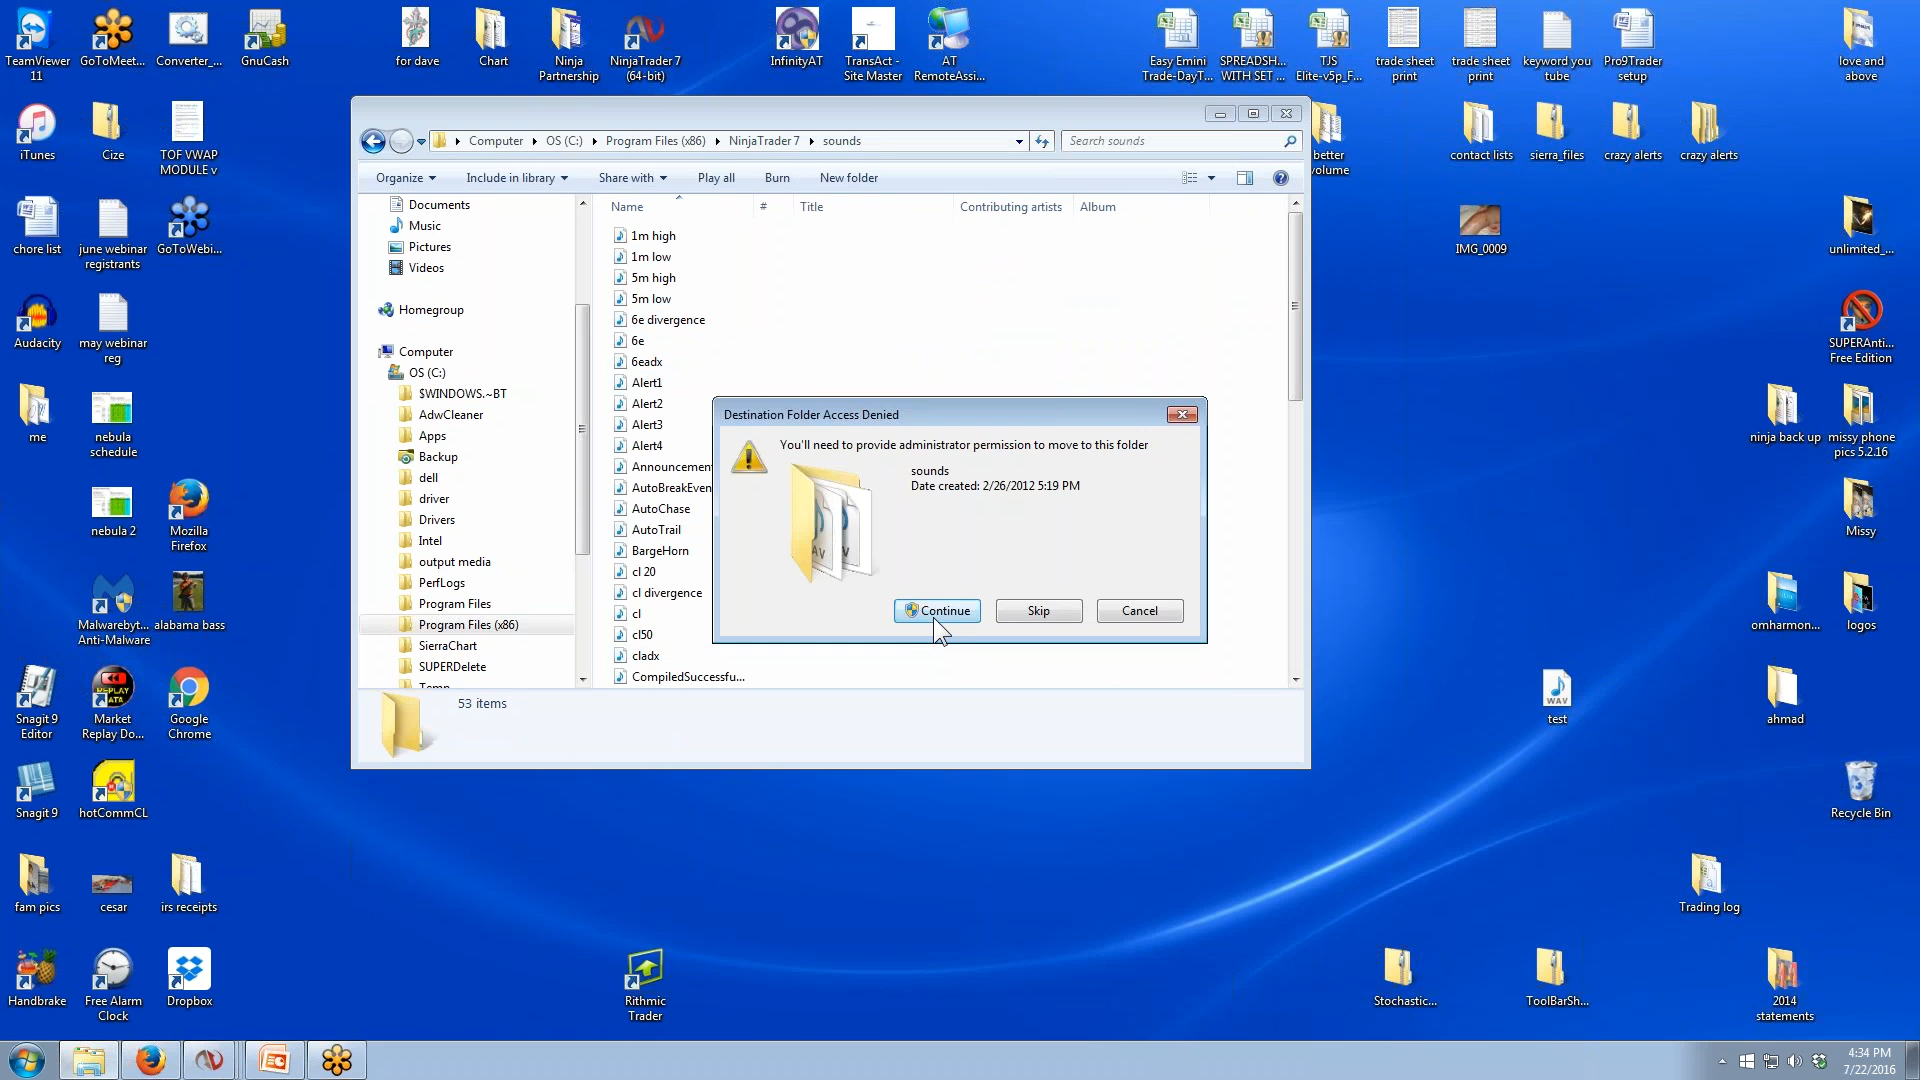 TeamViewer
11
GoToMeet...
Converter_...
GnuCash
for dave
Chart
Ninja
Partnership
NinjaTrader 7
(64-bit)
InfinityAT
TransAct -
Site Master
AT
RemoteAssi...
Easy Emini
Trade-DayT...
SPREADSH...
WITH SET ...
TJS
Elite-v5p_F...
trade sheet
print
trade sheet
print
keyword you
tube
Pro9Trader
setup
love and
above
iTunes
Cize
TOF VWAP
MODULE v
better
volume
contact lists
sierra_files
crazy alerts
crazy alerts
chore list
june webinar
registrants
GoToWebi...
IMG_0009
unlimited_...
Audacity
may webinar
reg
SUPERAnti...
Free Edition
me
nebula
schedule
ninja back up
missy phone
pics 5.2.16
nebula 2
Mozilla
Firefox
Missy
Malwarebyt...
Anti-Malware
alabama bass
omharmon...
logos
Snagit 9
Editor
Market
Replay Do...
Google
Chrome
WAV
test
ahmad
Snagit 9
hotCommCL
Recycle Bin
fam pics
cesar
irs receipts
Trading log
Handbrake
Free Alarm
Clock
Dropbox
Rithmic
Trader
Stochastic...
ToolBarSh...
2014
statements
Computer
OS (C:)
Program Files (x86)
NinjaTrader 7
sounds
Search sounds
Organize
Include in library
Share with
Play all
Burn
New folder
Documents
Music
Pictures
Videos
Homegroup
Computer
OS (C:)
$WINDOWS.~BT
AdwCleaner
Apps
Backup
dell
driver
Drivers
Intel
output media
PerfLogs
Program Files
Program Files (x86)
SierraChart
SUPERDelete
Temp
Name
#
Title
Contributing artists
Album
1m high
1m low
5m high
5m low
6e divergence
6e
6eadx
Alert1
Alert2
Alert3
Alert4
Announcement
AutoBreakEven
AutoChase
AutoTrail
BargeHorn
cl 20
cl divergence
cl
cl50
cladx
CompiledSuccessfu...
53 items
Destination Folder Access Denied
You'll need to provide administrator permission to move to this folder
sounds
Date created: 2/26/2012 5:19 PM
Continue
Skip
Cancel
4:34 PM
7/22/2016